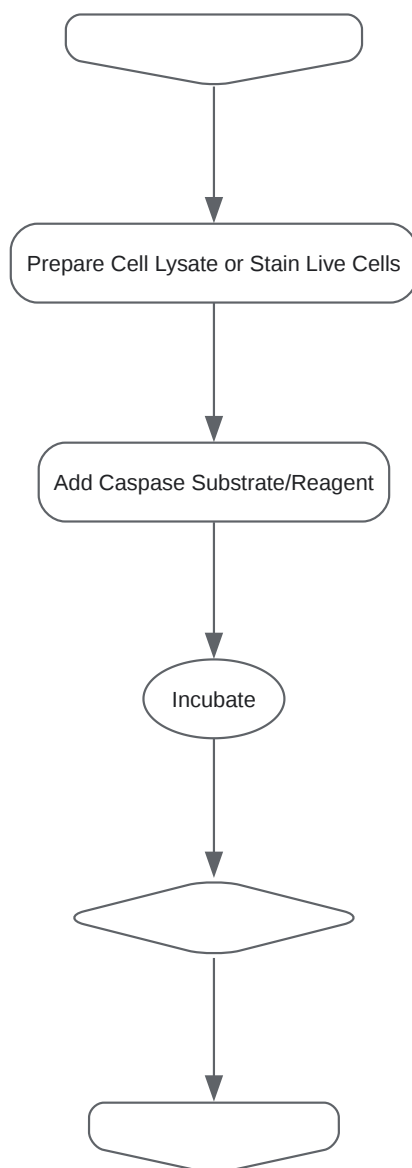 Prepare Cell Lysate or Stain Live Cells
Add Caspase Substrate/Reagent
Incubate